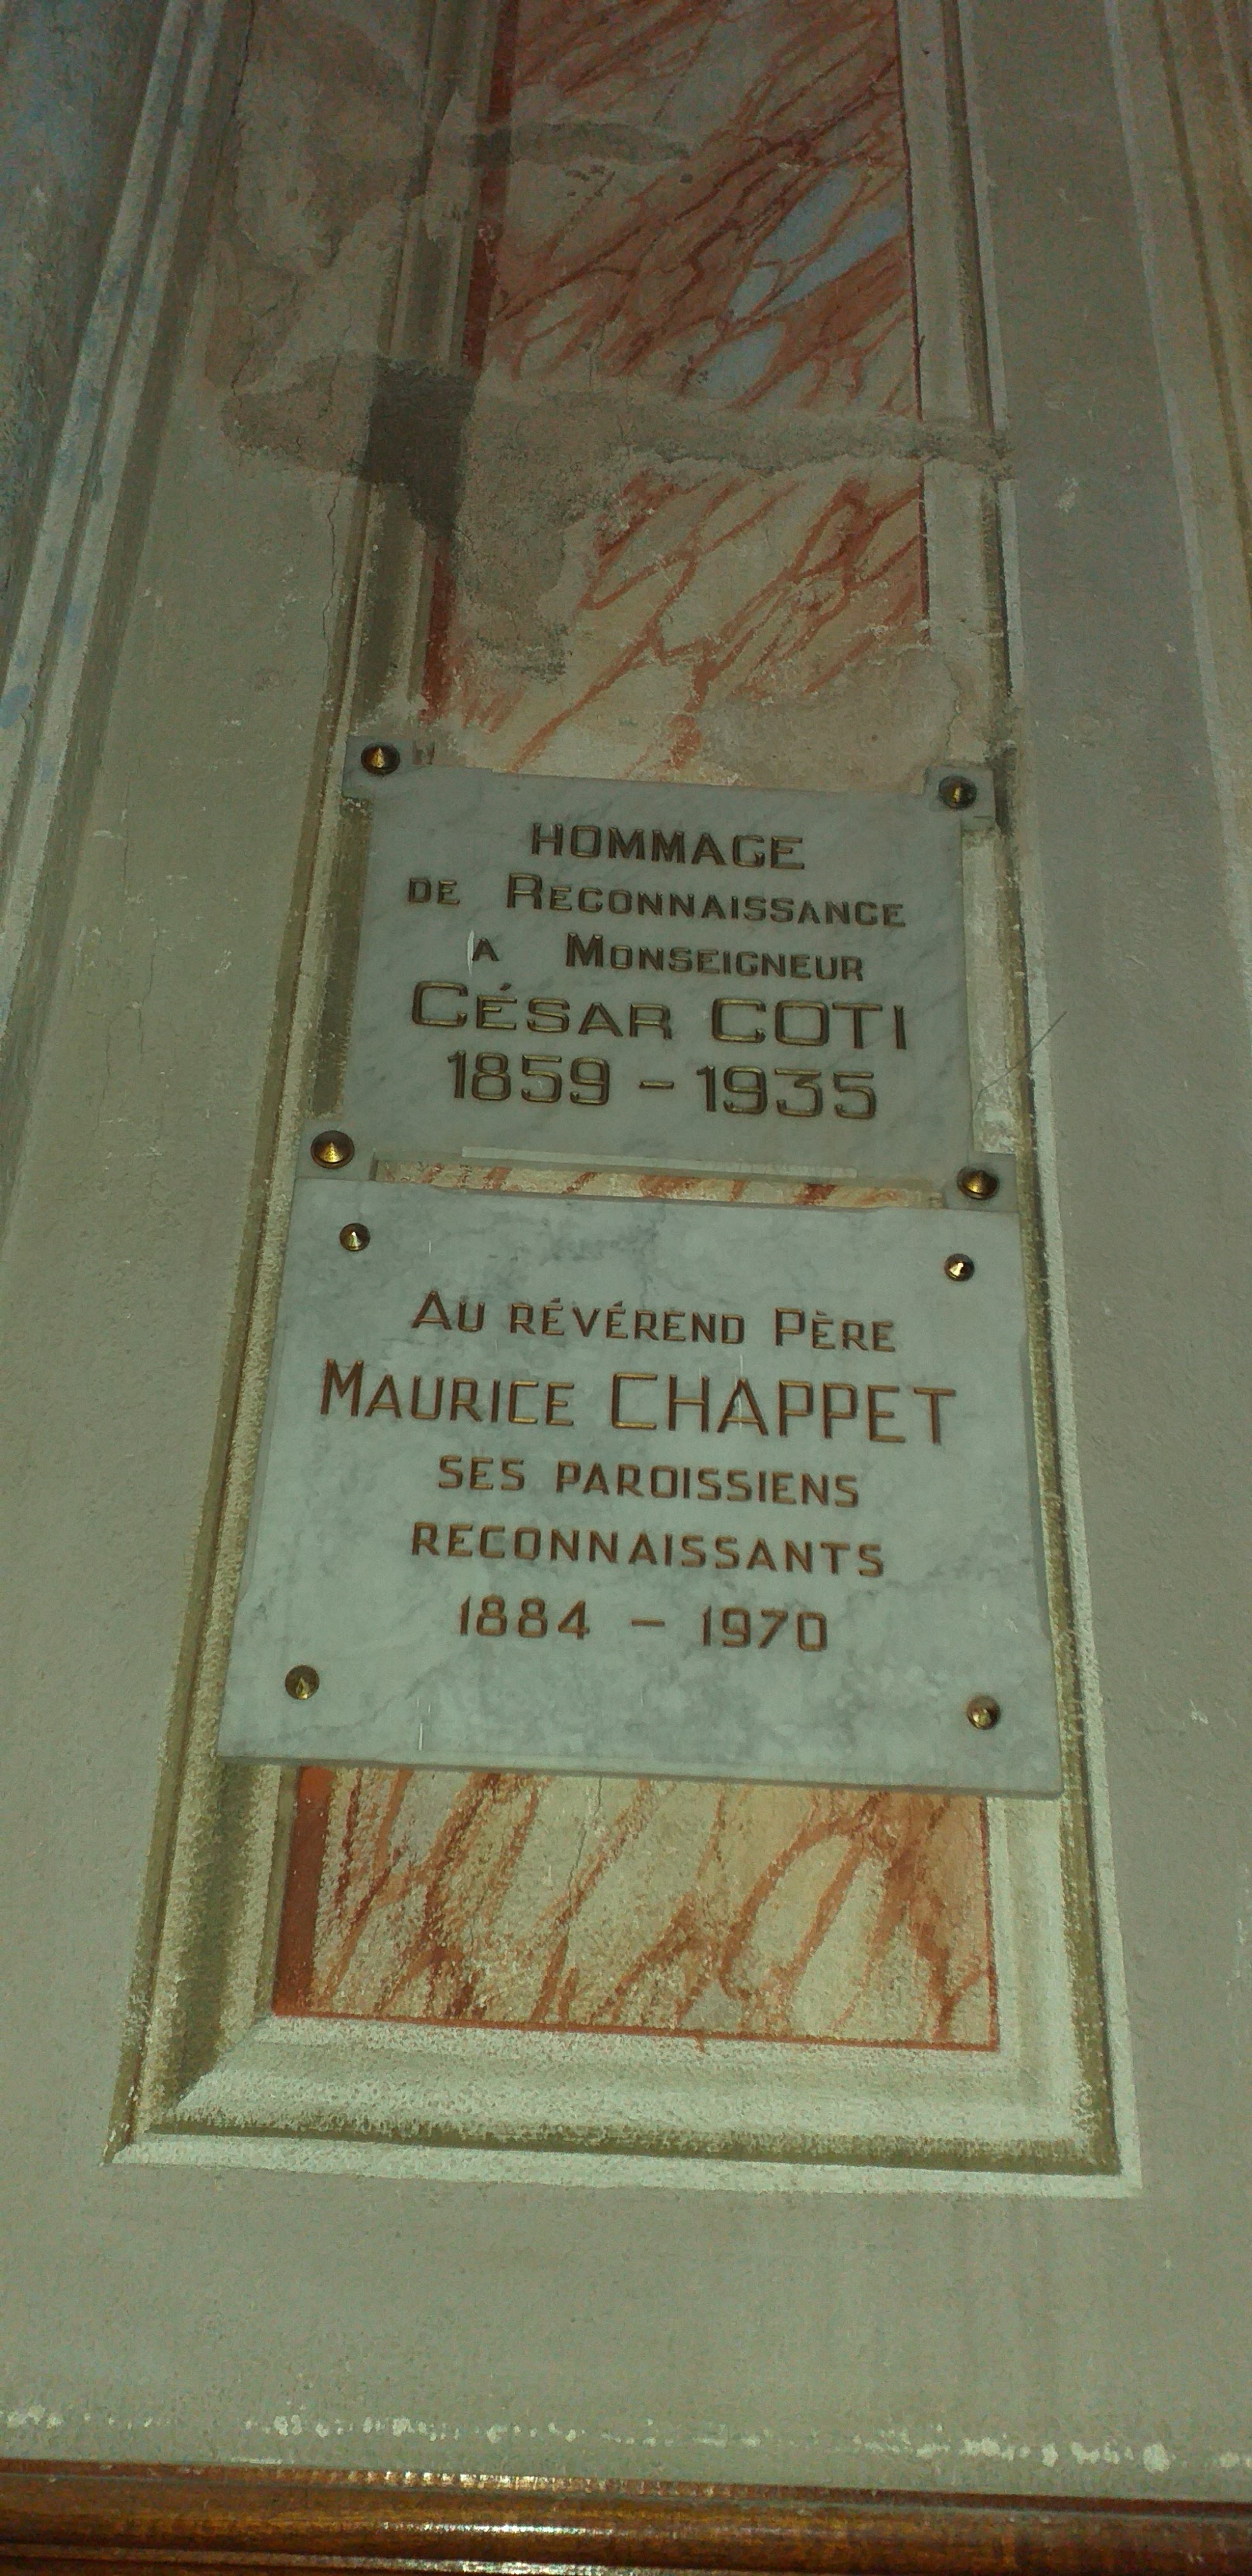 HOMMAGE
DE RECONNAISSANCE
A MONSEIGNEUR
CÉSAR COTI
1859 - 1935
AU RÉVÉREND PÈRE
MAURICE CHAPPET
SES PAROISSIENS
RECONNAISSANTS
1884 - 1970